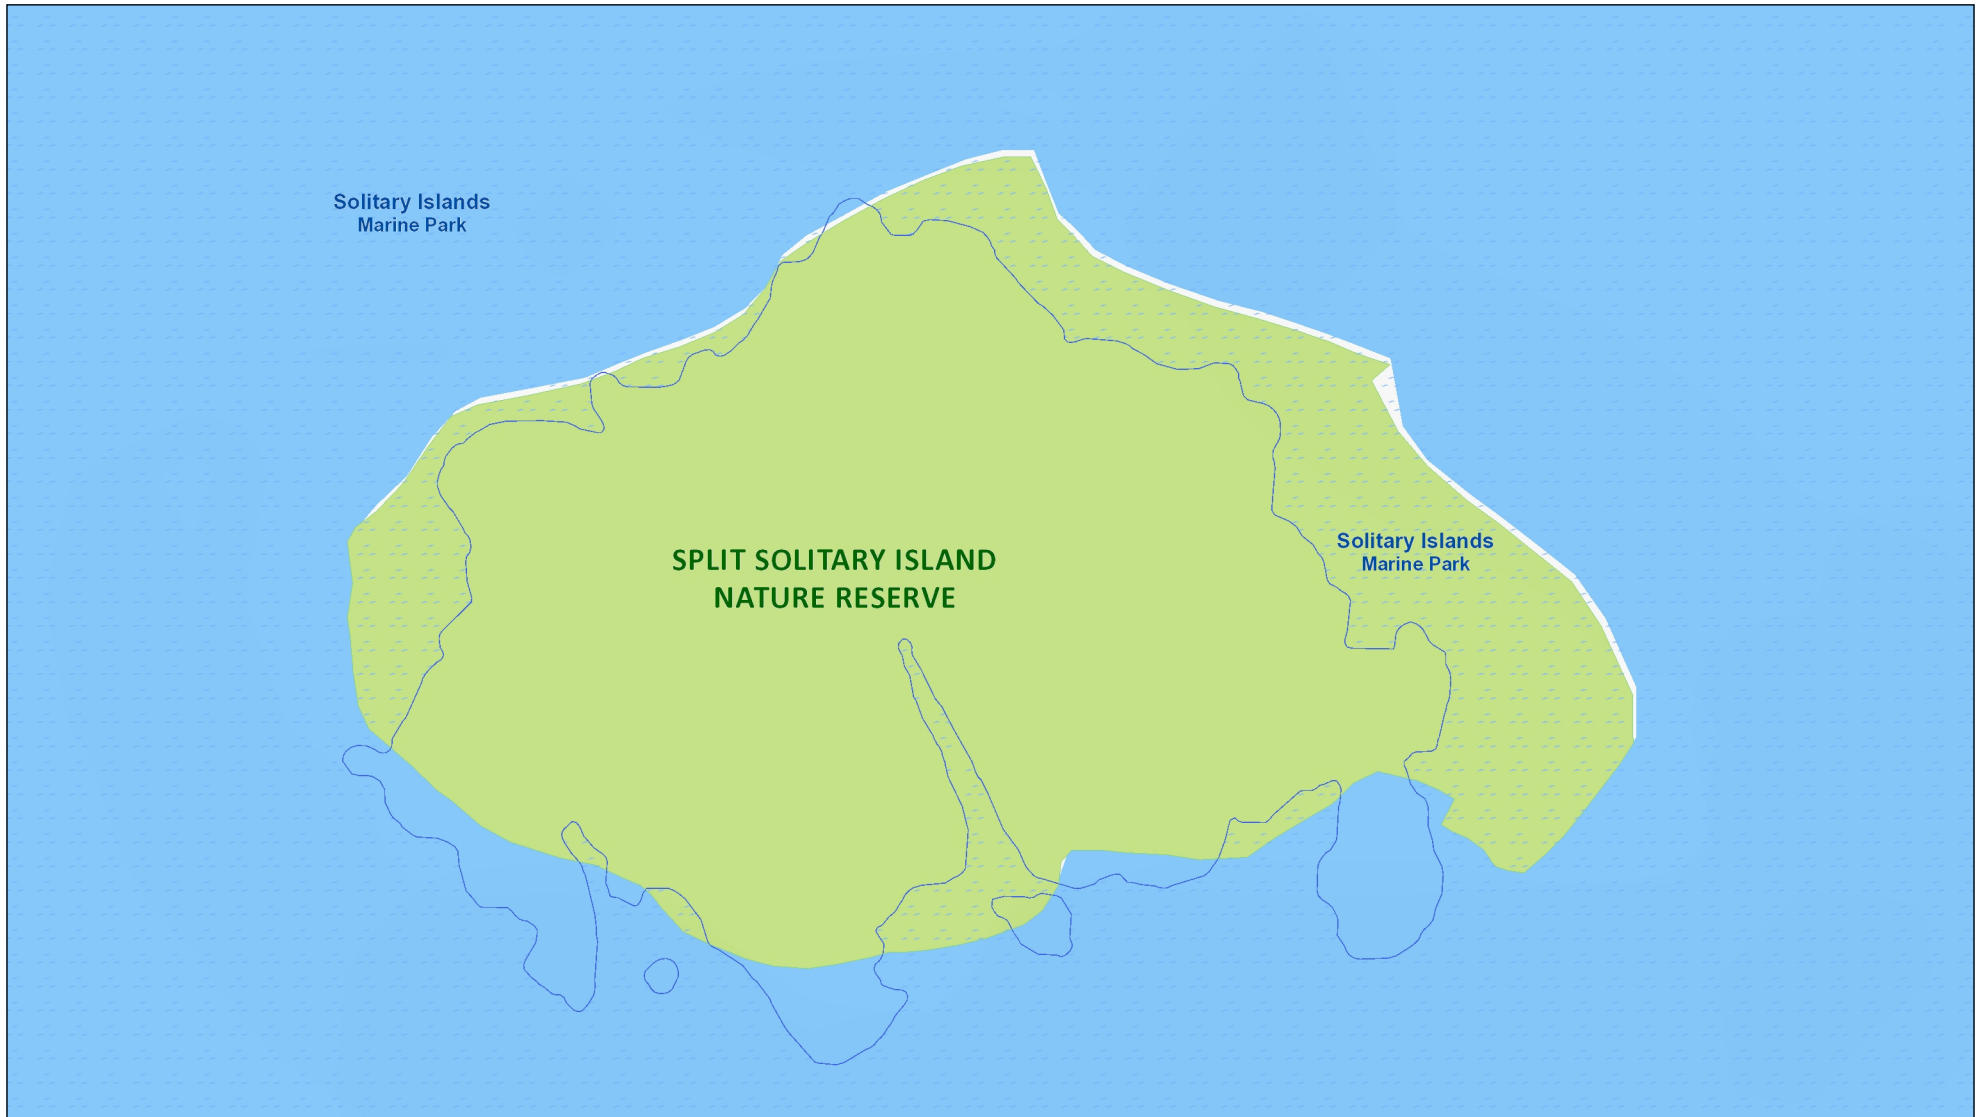 Solitary Islands
Marine Park
SPLIT SOLITARY ISLAND
NATURE RESERVE
Solitary Islands
Marine Park